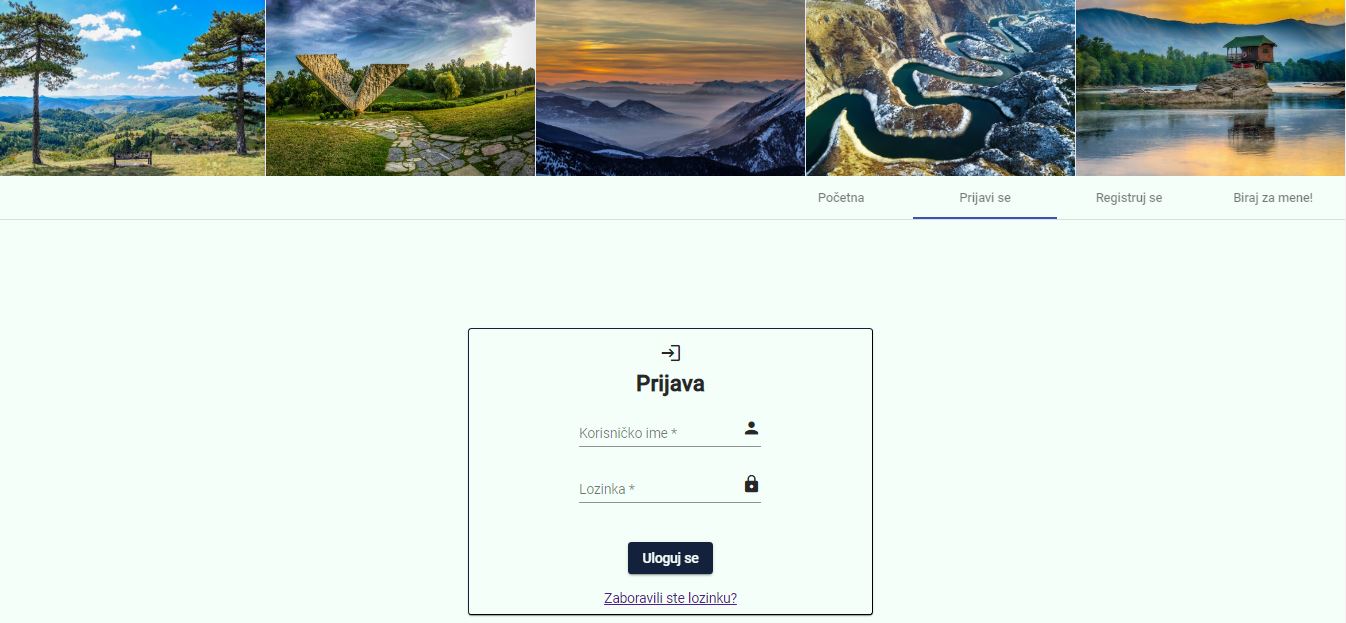 Početna
Prijavi se
Registruj se
Biraj za mene!
Prijava
Korisničko ime *
Lozinka *
Uloguj se
Zaboravili ste lozinku?